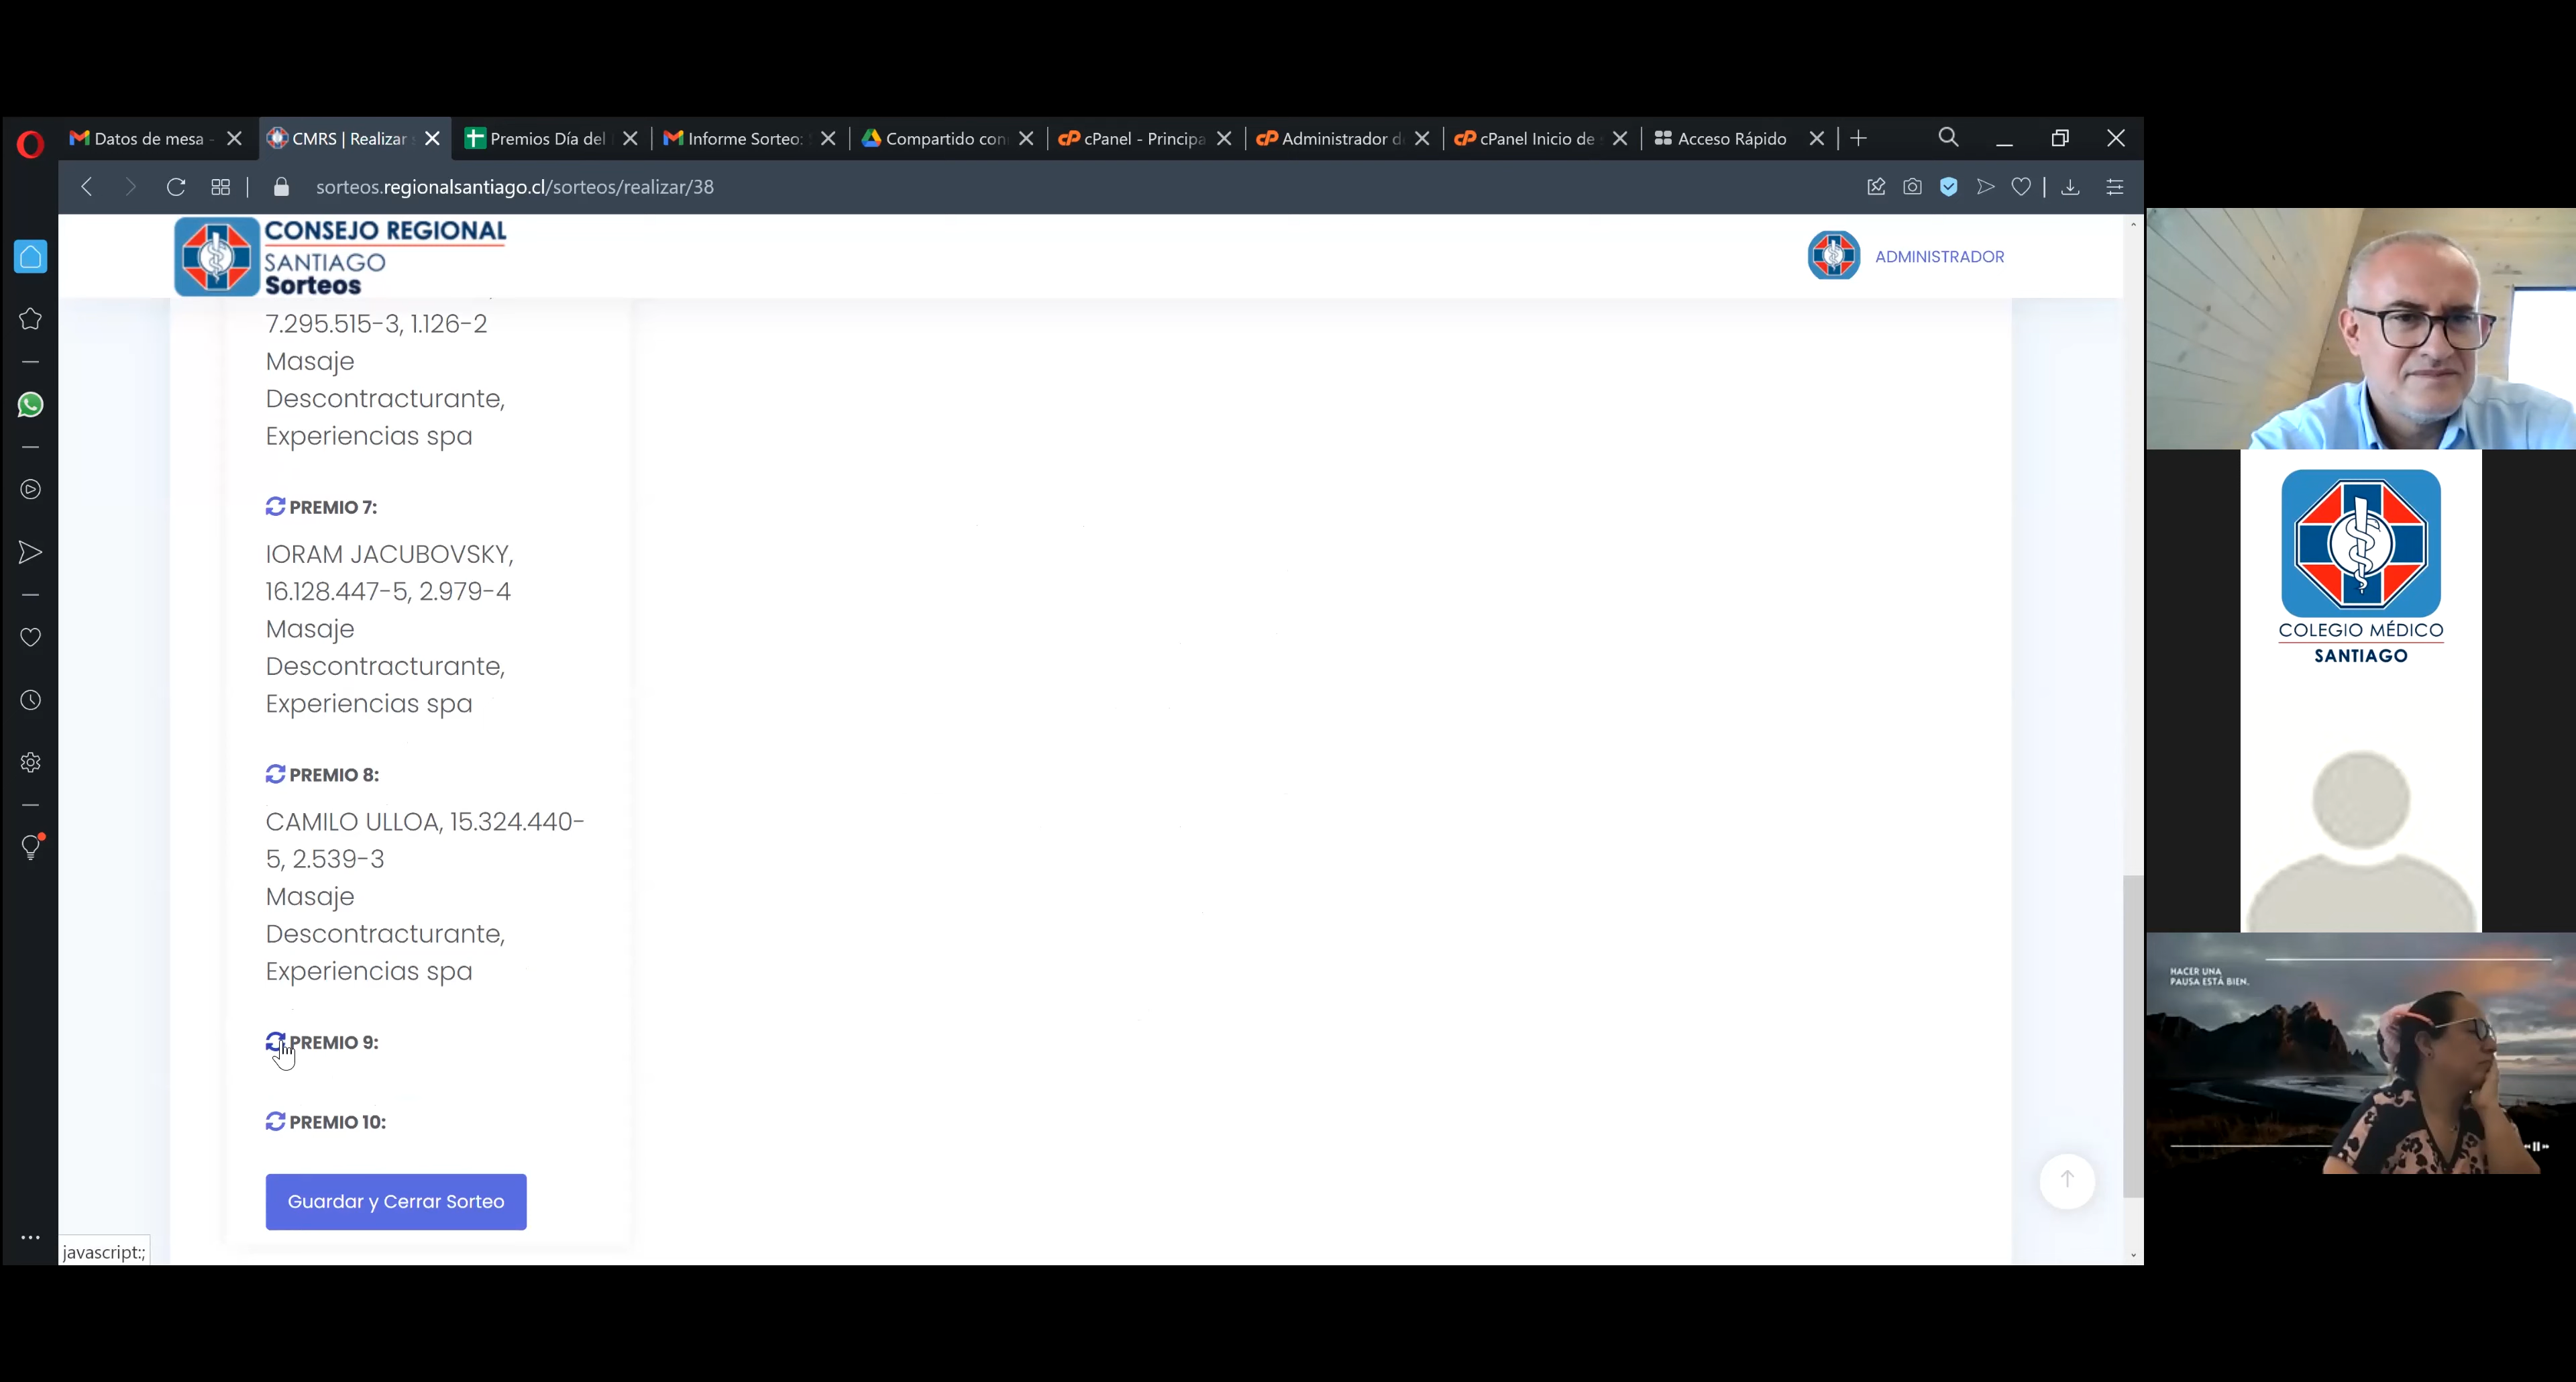 Datos de mesa -
CMRS | Realizar
Premios Día del
Informe Sorteo:
Compartido con
cPanel - Principa
Administrador d
cPanel Inicio de
Acceso Rápido
sorteos.regionalsantiago.cl/sorteos/realizar/38
CONSEJO REGIONAL
SANTIAGO
Sorteos
ADMINISTRADOR
7.295.515-3, 1.126-2
Masaje
Descontracturante,
Experiencias spa
PREMIO 7:
IORAM JACUBOVSKY,
16.128.447-5, 2.979-4
Masaje
Descontracturante,
Experiencias spa
PREMIO 8:
CAMILO ULLOA, 15.324.440-
5, 2.539-3
Masaje
Descontracturante,
Experiencias spa
PREMIO 9:
PREMIO 10:
Guardar y Cerrar Sorteo
javascript:;
COLEGIO MÉDICO
SANTIAGO
HACER UNA
PAUSA ESTÁ BIEN.